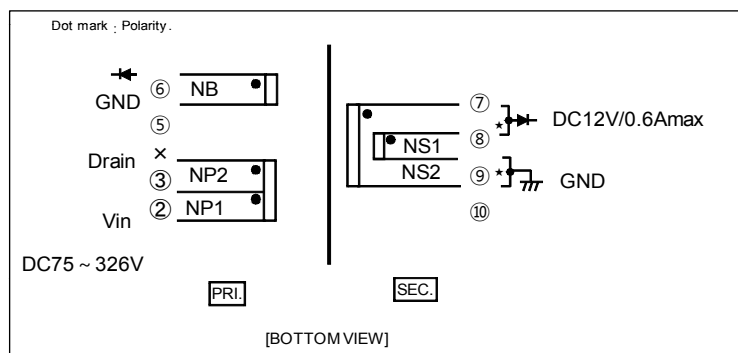 Dot mark : Polarity.
⑥ NB ⑦
GND DC12V/0.6Amax
⑤ ★ ⑧
NS1
Drain ×
③ NP2 NS2 ⑨ ★ GND
② NP1
Vin ⑩
DC75 ~ 326V
PRI. SEC.
[BOTTOM VIEW]